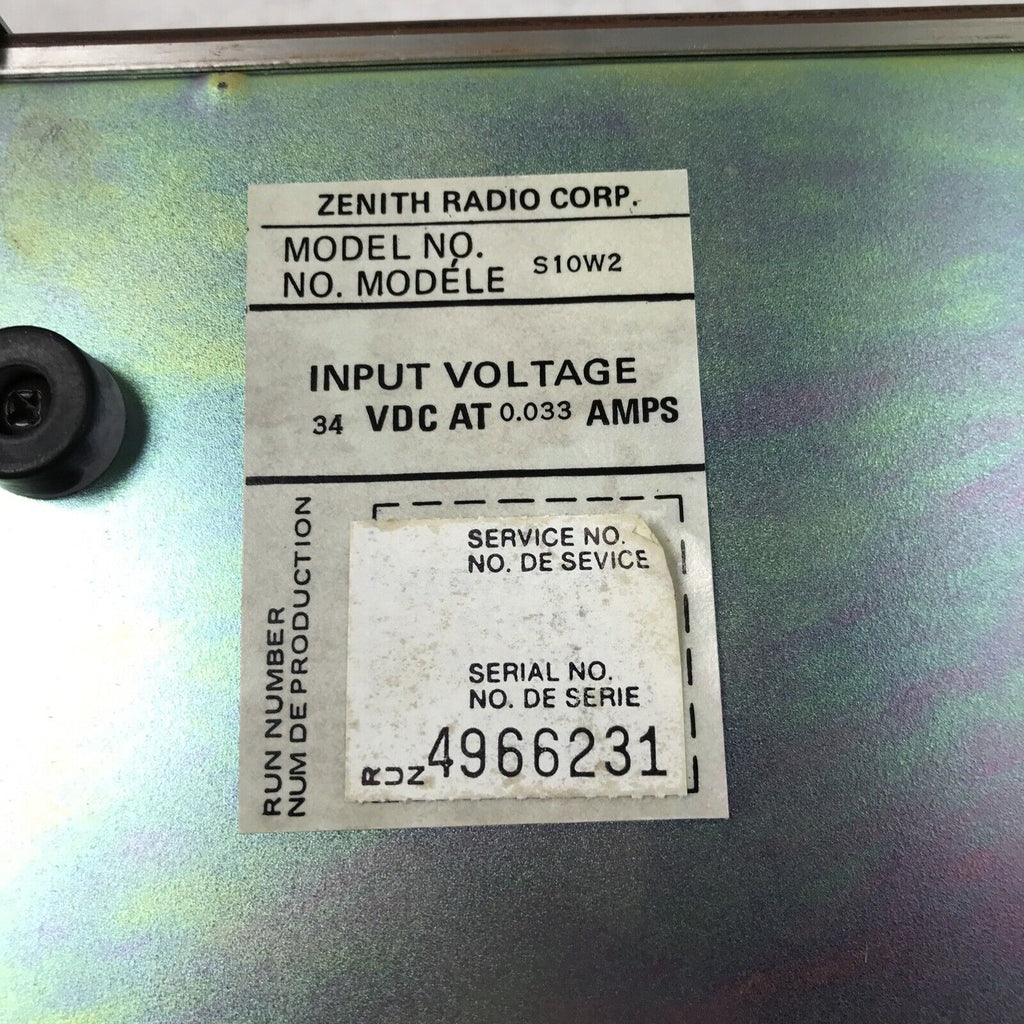 ZENITH RADIO CORP.
MODEL NO.
NO. MODÉLE S10W2
INPUT VOLTAGE
34 VDC AT 0.033 AMPS
RUN NUMBER
NUM DE PRODUCTION
SERVICE NO.
NO. DE SEVICE
SERIAL NO.
NO. DE SERIE
RUN 4966231